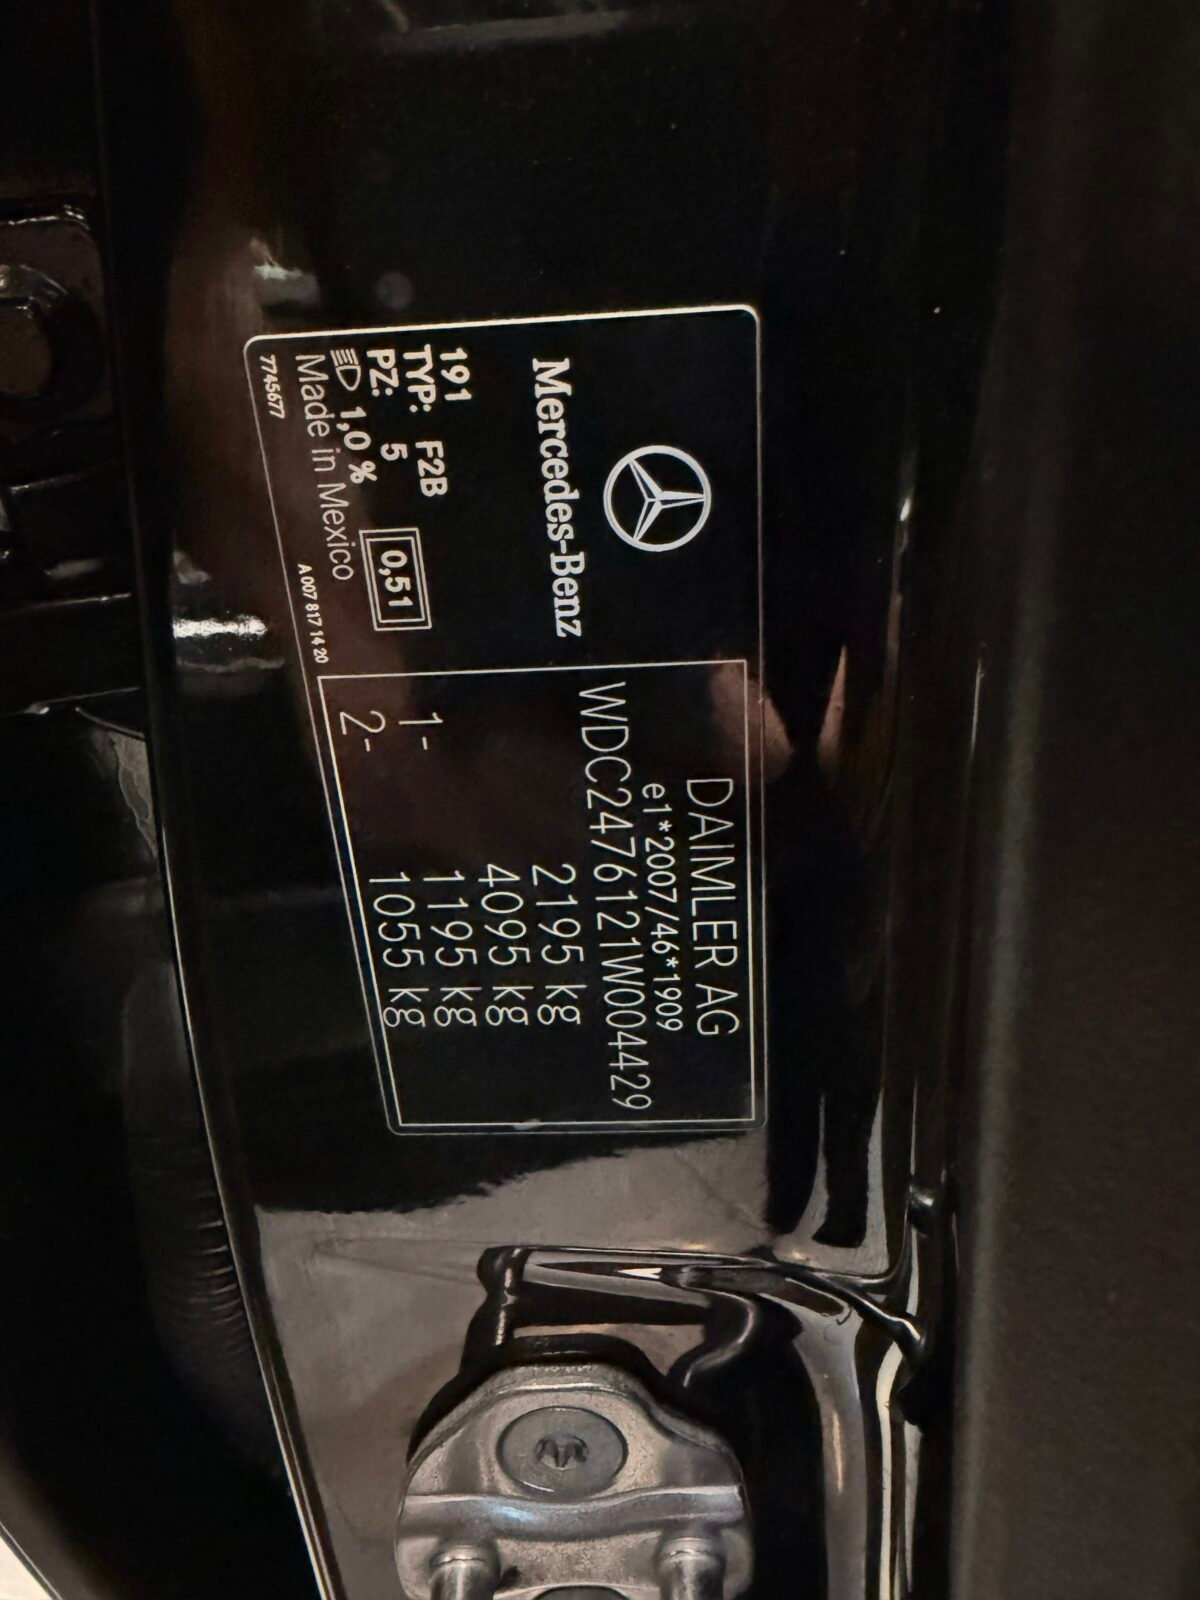 Mercedes-Benz
191
TYP: F2B
PZ: 5
1,0 %
0,51
Made in Mexico
7745677
A 007 817 14 20
DAIMLER AG
e1*2007/46*1909
WDC2476121W004429
2195 kg
4095 kg
1- 1195 kg
2- 1055 kg